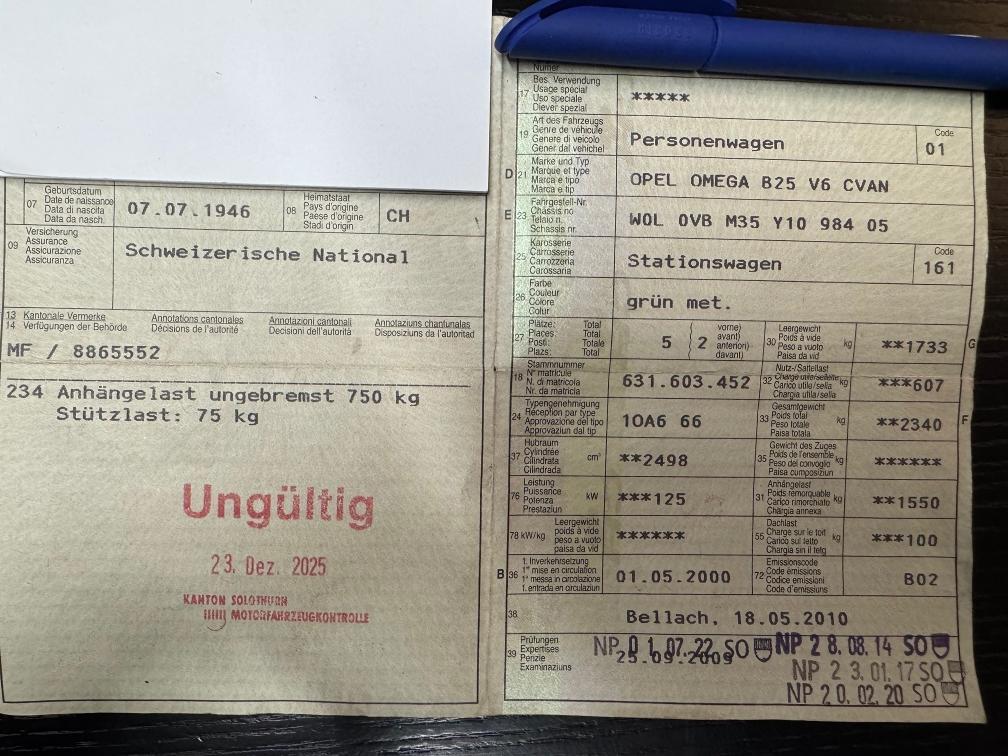 07 Geburtsdatum
Date de naissance
Data di nascita
Data da nasch.
07.07.1946
08 Heimatstaat
Pays d'origine
Paese d'origine
Stadi d'origin
CH
09 Versicherung
Assurance
Assicurazione
Assicuranza
Schweizerische National
13 Kantonale Vermerke Annotations cantonales Annotazioni cantonali Annotaziuns chantunalas
14 Verfügungen der Behörde Décisions de l'autorité Decisioni dell'autorità Disposiziuns da l'autoritad
MF / 8865552
234 Anhängelast ungebremst 750 kg
Stützlast: 75 kg
Ungültig
23. Dez. 2025
KANTON SOLOTHURN
MOTORFAHRZEUGKONTROLLE
Numer
17 Bes. Verwendung
Usage spécial
Uso speciale
Diever spezial
*****
19 Art des Fahrzeugs
Genre de véhicule
Genere di veicolo
Gener dal vehichel
Personenwagen
Code
01
D 21 Marke und Typ
Marque et type
Marca e tipo
Marca e tip
OPEL OMEGA B25 V6 CVAN
E 23 Fahrgestell-Nr.
Châssis no
Telaio n.
Schassis nr.
W0L 0VB M35 Y10 984 05
25 Karosserie
Carrosserie
Carrozzeria
Carossaria
Stationswagen
Code
161
26 Farbe
Couleur
Colore
Colur
grün met.
27 Plätze: Total
Places: Total
Posti: Totale
Plazs: Total
5 2
vorne)
avant)
anteriori)
davant)
30 Leergewicht
Poids à vide
Peso a vuoto
Paisa da vid
kg
**1733
G
18 Stammnummer
N° matricule
N. di matricola
Nr. da matricla
631.603.452
32 Nutz-/Sattellast
Charge utile/sellette
Carico utile/sella
Chargia utila/sella
kg
***607
24 Typengenehmigung
Réception par type
Approvazione del tipo
Approvaziun dal tip
1OA6 66
33 Gesamtgewicht
Poids total
Peso totale
Paisa totala
**2340
F
37 Hubraum
Cylindrée
Cilindrata
Cilindrada
cm³
**2498
35 Gewicht des Zuges
Poids de l'ensemble
Peso del convoglio
Paisa cumposiziun
kg
******
76 Leistung
Puissance
Potenza
Prestaziun
kW
***125
31 Anhängelast
Poids remorquable
Carico rimorchiato
Chargia annexa
kg
**1550
78 kW/kg
Leergewicht
poids à vide
peso a vuoto
paisa da vid
******
55 Dachlast
Charge sur le toit
Carico sul tetto
Chargia sin il tetg
kg
***100
B 36 1. Inverkehrsetzung
1re mise en circulation
1a messa in circolazione
1. entrada en circulaziun
01.05.2000
72 Emissionscode
Code émissions
Codice emissioni
Code d'emissiuns
B02
38
Bellach, 18.05.2010
39 Prüfungen
Expertises
Perizie
Examinaziuns
NP 0 1. 07. 22 SO
25.09.2009
NP 2 8. 08. 14 SO
NP 2 3. 01. 17 SO
NP 2 0. 02. 20 SO